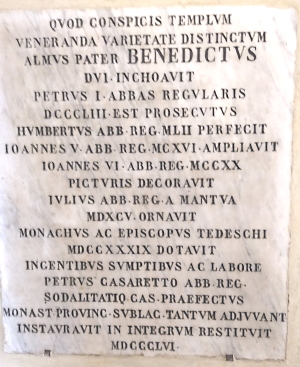 QVOD CONSPICIS TEMPLVM
VENERANDA VARIETATE DISTINCTVM
ALMVS PATER BENEDICTVS
DVI·INCHOAVIT
PETRVS I·ABBAS REGVLARIS
DCCCLIII·EST PROSECVTVS
HVMBERTVS ABB·REG·MLII PERFECIT
IOANNES V·ABB·REG·MCXVI·AMPLIAVIT
IOANNES VI·ABB·REG·MCCXX
PICTVRIS DECORAVIT
IVLIVS ABB·REG·A MANTVA
MDXCV·ORNAVIT
MONACHVS AC EPISCOPVS TEDESCHI
MDCCXXXIX DOTAVIT
INGENTIBVS SVMPTIBVS AC LABORE
PETRVS CASARETTO ABB·REG·
SODALITATIQ·CAS·PRAEFECTVS
MONAST PROVINC·SVBLAC·TANTVM ADIVVANT
INSTAVRAVIT IN INTEGRVM RESTITVIT
MDCCCLVI·